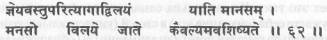 ज्ञेयवस्तुपरित्यागाद्विलयं याति मानसम् ।
मनसो विलये जाते कैवल्यमवशिष्यते ॥ ६२ ॥